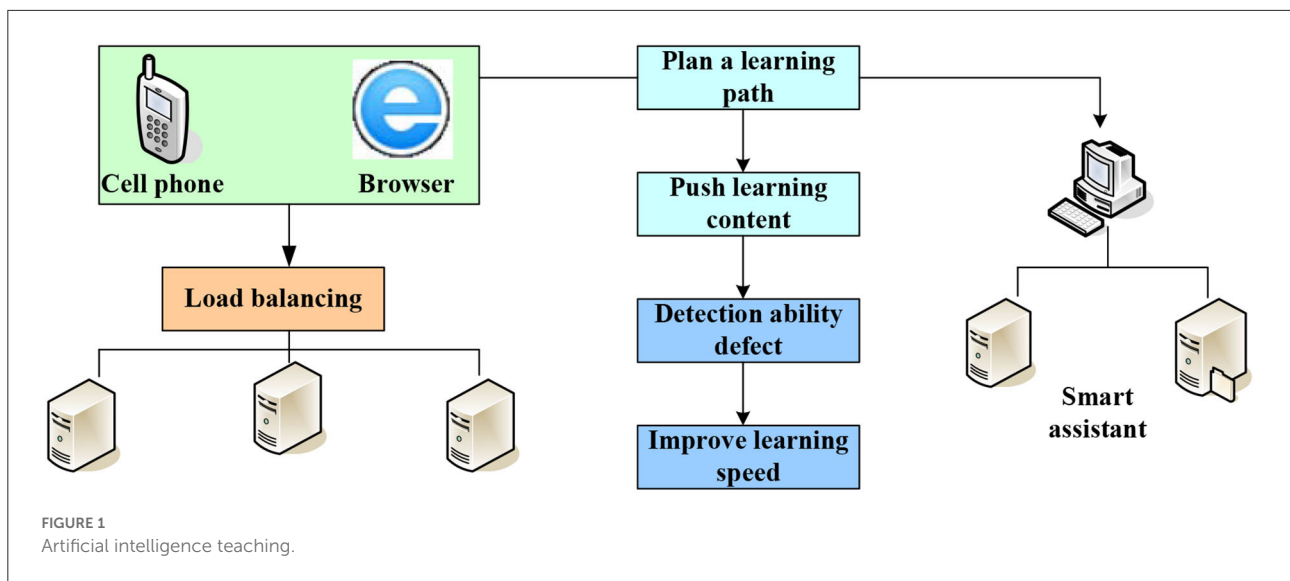 Cell phone
Browser
Load balancing
Plan a learning
path
Push learning
content
Detection ability
defect
Improve learning
speed
Smart
assistant
FIGURE 1
Artificial intelligence teaching.